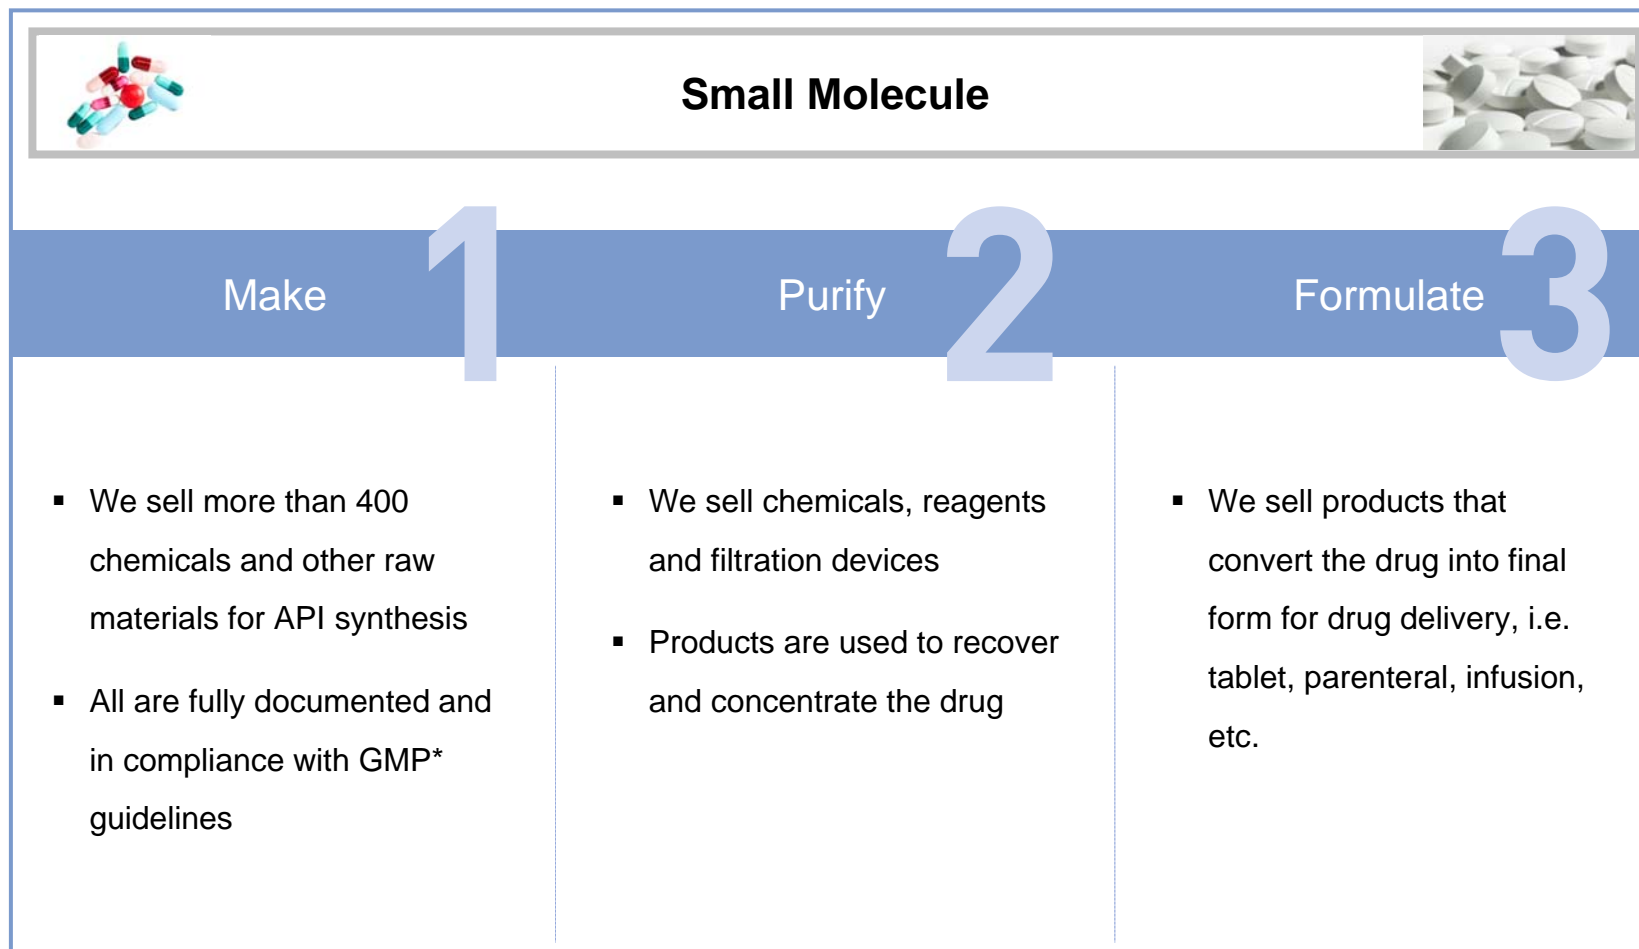 Small Molecule
Make 1
Purify 2
Formulate 3
▪ We sell more than 400
chemicals and other raw
materials for API synthesis
▪ All are fully documented and
in compliance with GMP*
guidelines
▪ We sell chemicals, reagents
and filtration devices
▪ Products are used to recover
and concentrate the drug
▪ We sell products that
convert the drug into final
form for drug delivery, i.e.
tablet, parenteral, infusion,
etc.